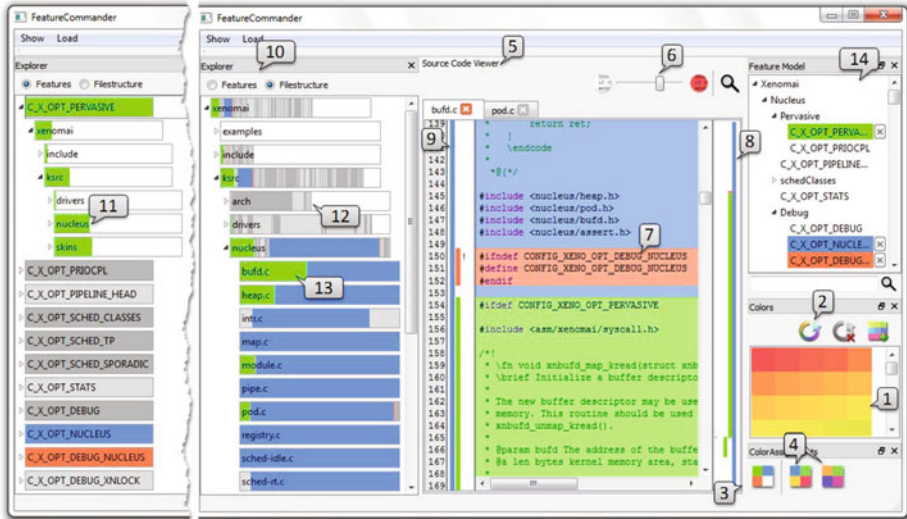 FeatureCommander
Show Load
Explorer
Features Filestructure
C_X_OPT_PERVASIVE
xenomai
include
ksrc
drivers
nucleus
skins
C_X_OPT_PRIOCPL
C_X_OPT_PIPELINE_HEAD
C_X_OPT_SCHED_CLASSES
C_X_OPT_SCHED_TP
C_X_OPT_SCHED_SPORADIC
C_X_OPT_STATS
C_X_OPT_DEBUG
C_X_OPT_NUCLEUS
C_X_OPT_DEBUG_NUCLEUS
C_X_OPT_DEBUG_XNLOCK
11
FeatureCommander
Show Load
10
Explorer
Features Filestructure
xenomai
examples
include
ksrc
arch
12
drivers
nucleus
bufd.c
13
heap.c
intr.c
map.c
module.c
pipe.c
pod.c
registry.c
sched-idle.c
sched-rt.c
Source Code Viewer
5
6
bufd.c pod.c
9
8
139 return ret;
* }
* \endcode
142 *
143 *@{*/
144
145 #include <nucleus/heap.h>
146 #include <nucleus/pod.h>
147 #include <nucleus/bufd.h>
148 #include <nucleus/assert.h>
149
7
150 ! #ifndef CONFIG_XENO_OPT_DEBUG_NUCLEUS
151 #define CONFIG_XENO_OPT_DEBUG_NUCLEUS
152 #endif
153
154 #ifdef CONFIG_XENO_OPT_PERVASIVE
155
156 #include <asm/xenomai/syscall.h>
157
158 /*!
159 * \fn void xnbufd_map_kread(struct xnb
160 * \brief Initialize a buffer descripto
161 *
162 * The new buffer descriptor may be use
163 * memory. This routine should be used
164 * xnbufd_unmap_kread().
165 *
166 * @param bufd The address of the buffe
167 * @a len bytes kernel memory area, sta
168 *
169
3
Feature Model
14
Xenomai
Nucleus
Pervasive
C_X_OPT_PERVA...
C_X_OPT_PRIOCPL
C_X_OPT_PIPELINE...
schedClasses
C_X_OPT_STATS
Debug
C_X_OPT_DEBUG
C_X_OPT_NUCLE...
C_X_OPT_DEBUG...
Colors
2
1
4